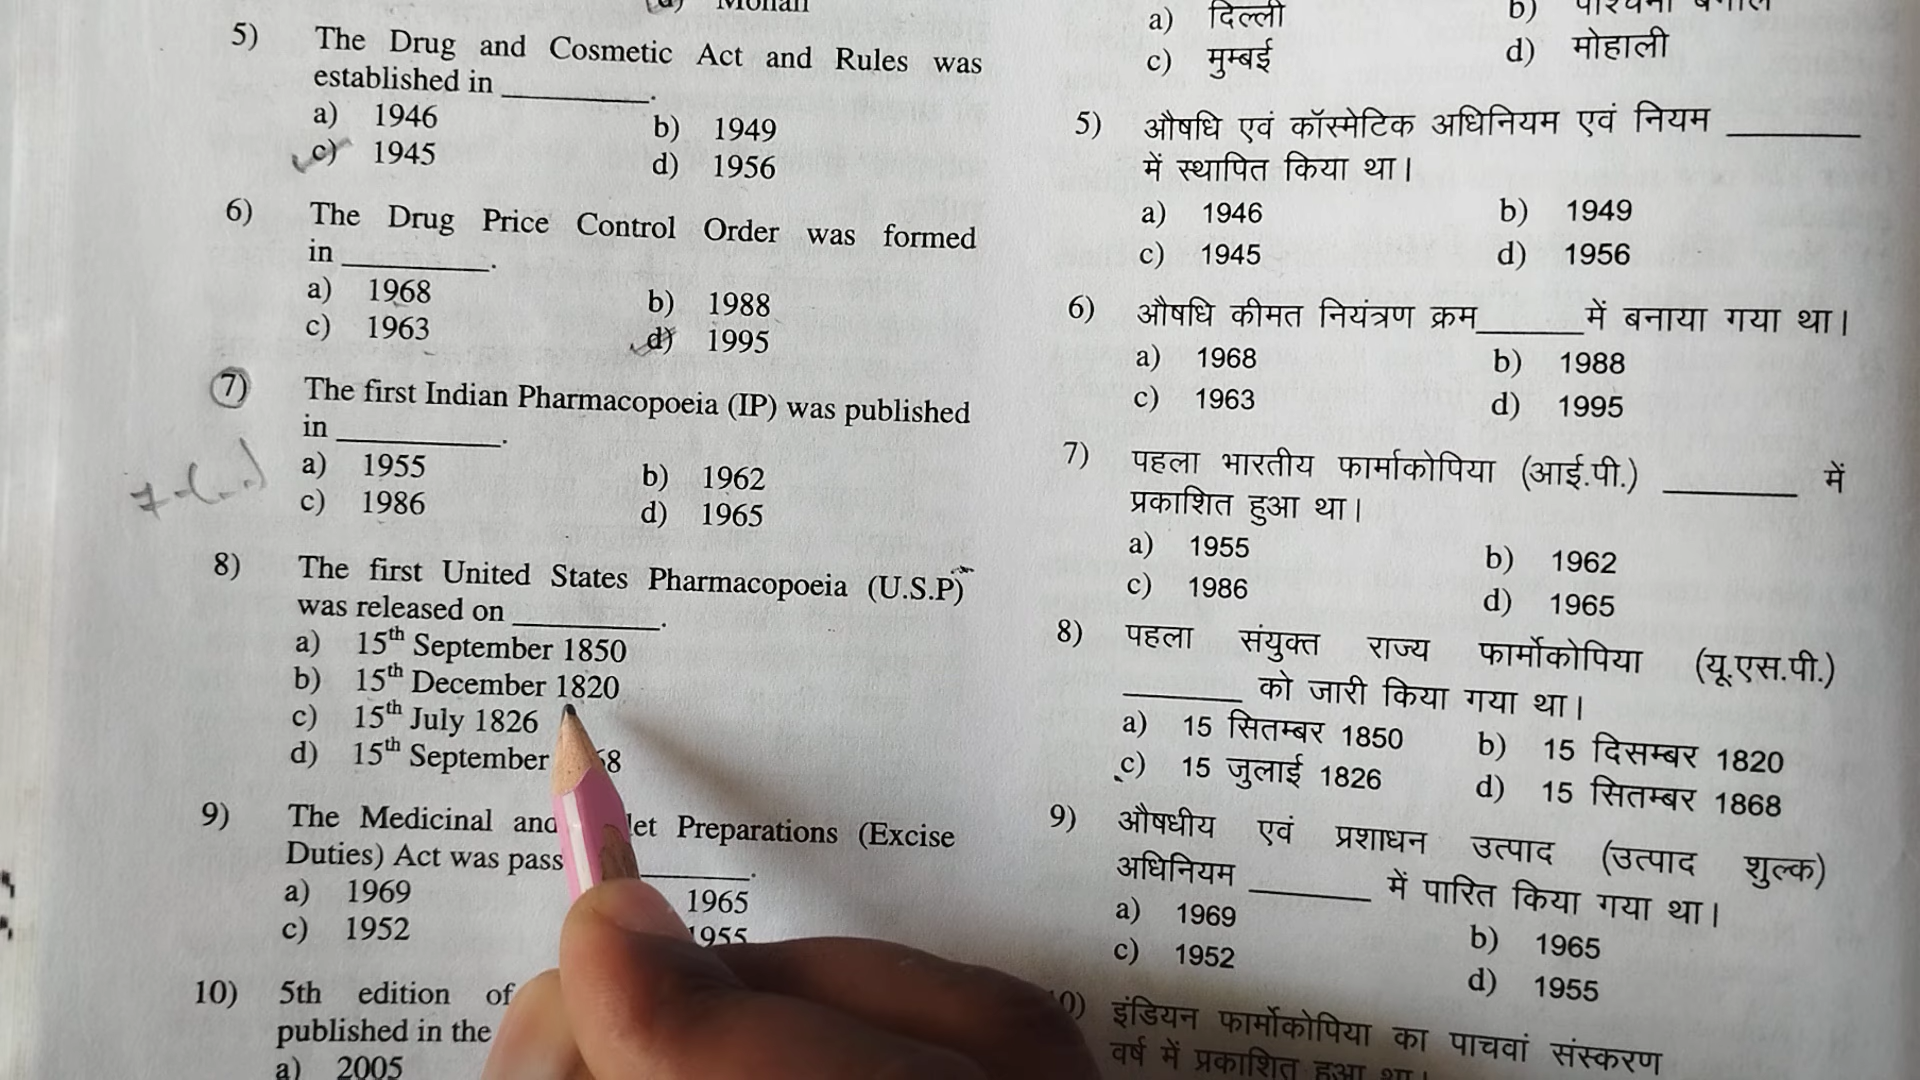 Mohan
5) The Drug and Cosmetic Act and Rules was
established in ________.
a) 1946 b) 1949
c) 1945 d) 1956
6) The Drug Price Control Order was formed
in ________.
a) 1968 b) 1988
c) 1963 d) 1995
7) The first Indian Pharmacopoeia (IP) was published
in ________.
a) 1955 b) 1962
c) 1986 d) 1965
8) The first United States Pharmacopoeia (U.S.P)
was released on ________.
a) 15th September 1850
b) 15th December 1820
c) 15th July 1826
d) 15th September
9) The Medicinal and Preparations (Excise
Duties) Act was ________.
a) 1969 1965
c) 1952 1955
10) 5th edition of
published in the
a) 2005
a) दिल्ली b)
c) मुम्बई d) मोहाली
5) औषधि एवं कॉस्मेटिक अधिनियम एवं नियम ________
में स्थापित किया था।
a) 1946 b) 1949
c) 1945 d) 1956
6) औषधि कीमत नियंत्रण क्रम________में बनाया गया था।
a) 1968 b) 1988
c) 1963 d) 1995
7) पहला भारतीय फार्माकोपिया (आई.पी.) ________ में
प्रकाशित हुआ था।
a) 1955 b) 1962
c) 1986 d) 1965
8) पहला संयुक्त राज्य फार्मोकोपिया (यू.एस.पी.)
________ को जारी किया गया था।
a) 15 सितम्बर 1850 b) 15 दिसम्बर 1820
c) 15 जुलाई 1826 d) 15 सितम्बर 1868
9) औषधीय एवं प्रशाधन उत्पाद (उत्पाद शुल्क)
अधिनियम ________ में पारित किया गया था।
a) 1969 b) 1965
c) 1952 d) 1955
10) इंडियन फार्मोकोपिया का पाचवां संस्करण
वर्ष में प्रकाशित हुआ था।